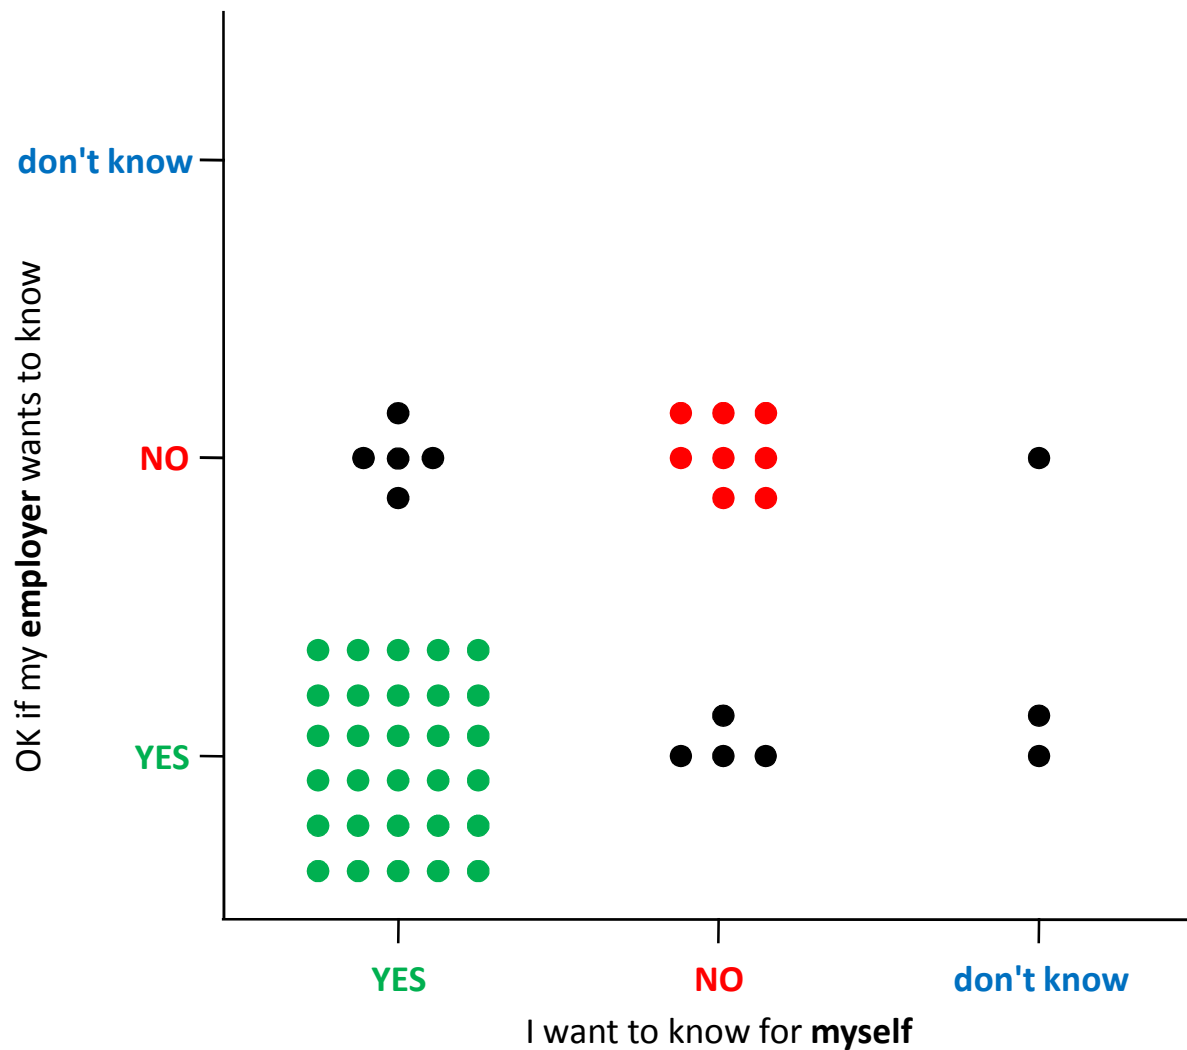 don't know
OK if my employer wants to know
NO
YES
YES
NO
don't know
I want to know for myself